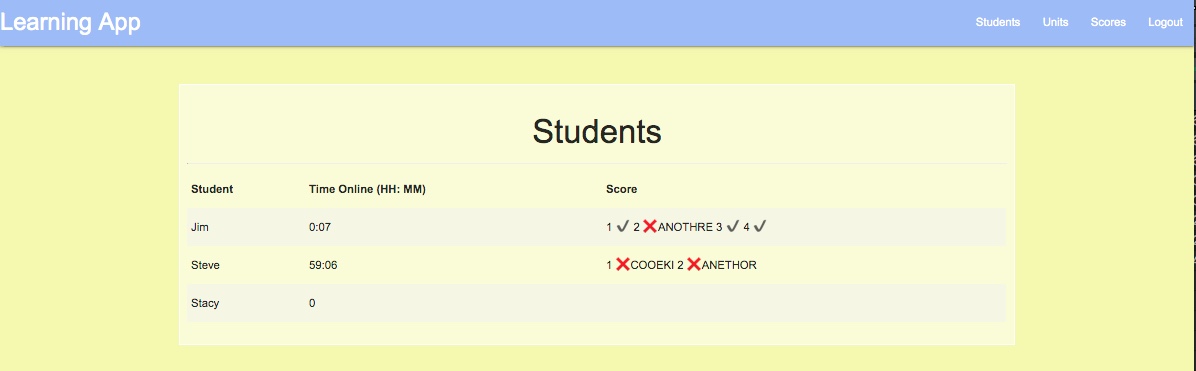 Learning App Students Units Scores Logout
Students
Student Time Online (HH: MM) Score
Jim 0:07 1 ✔ 2 ❌ANOTHRE 3 ✔ 4 ✔
Steve 59:06 1 ❌COOEKI 2 ❌ANETHOR
Stacy 0